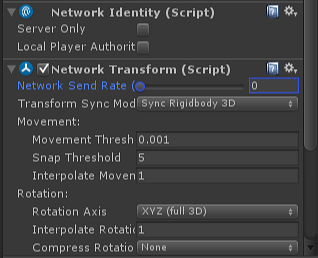 Network Identity (Script)
Server Only
Local Player Authorit
Network Transform (Script)
Network Send Rate ( 0
Transform Sync Mod Sync Rigidbody 3D
Movement:
Movement Thresh 0.001
Snap Threshold 5
Interpolate Movem 1
Rotation:
Rotation Axis XYZ (full 3D)
Interpolate Rotatic 1
Compress Rotatio None